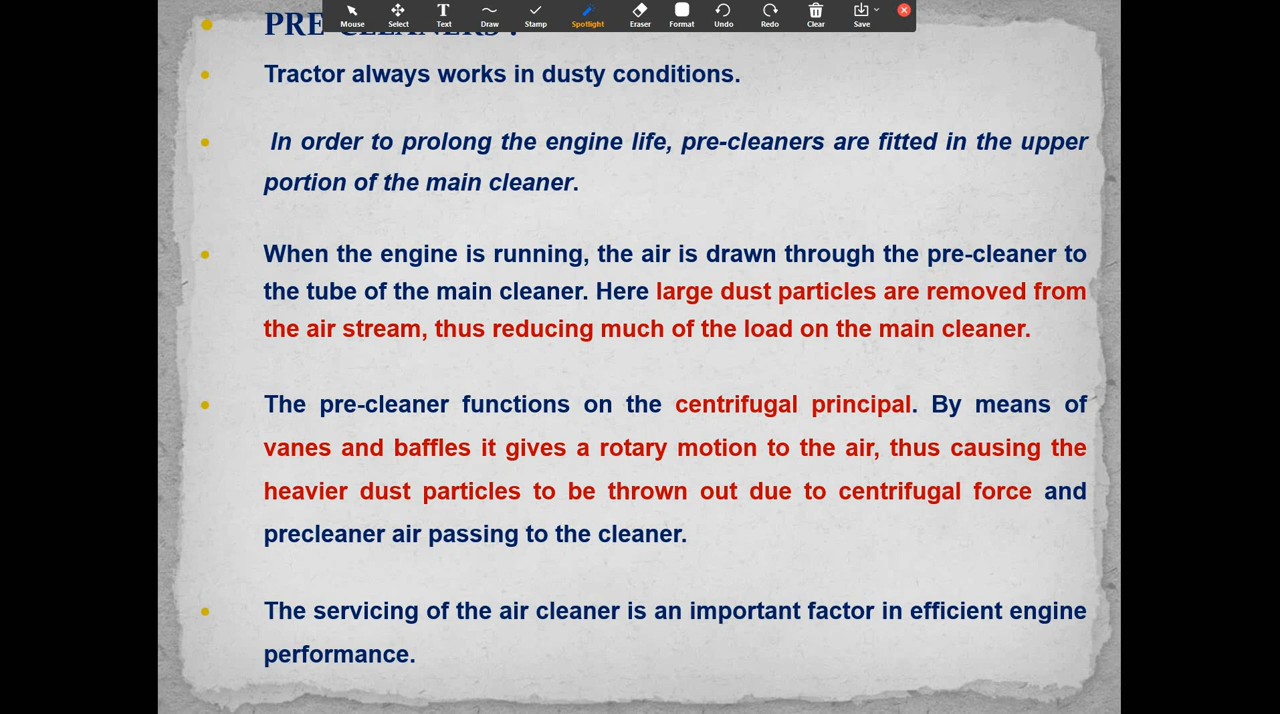 Mouse Select Text Draw Stamp Spotlight Eraser Format Undo Redo Clear Save
PRE-CLEANERS :
Tractor always works in dusty conditions.
In order to prolong the engine life, pre-cleaners are fitted in the upper
portion of the main cleaner.
When the engine is running, the air is drawn through the pre-cleaner to
the tube of the main cleaner. Here large dust particles are removed from
the air stream, thus reducing much of the load on the main cleaner.
The pre-cleaner functions on the centrifugal principal. By means of
vanes and baffles it gives a rotary motion to the air, thus causing the
heavier dust particles to be thrown out due to centrifugal force and
precleaner air passing to the cleaner.
The servicing of the air cleaner is an important factor in efficient engine
performance.